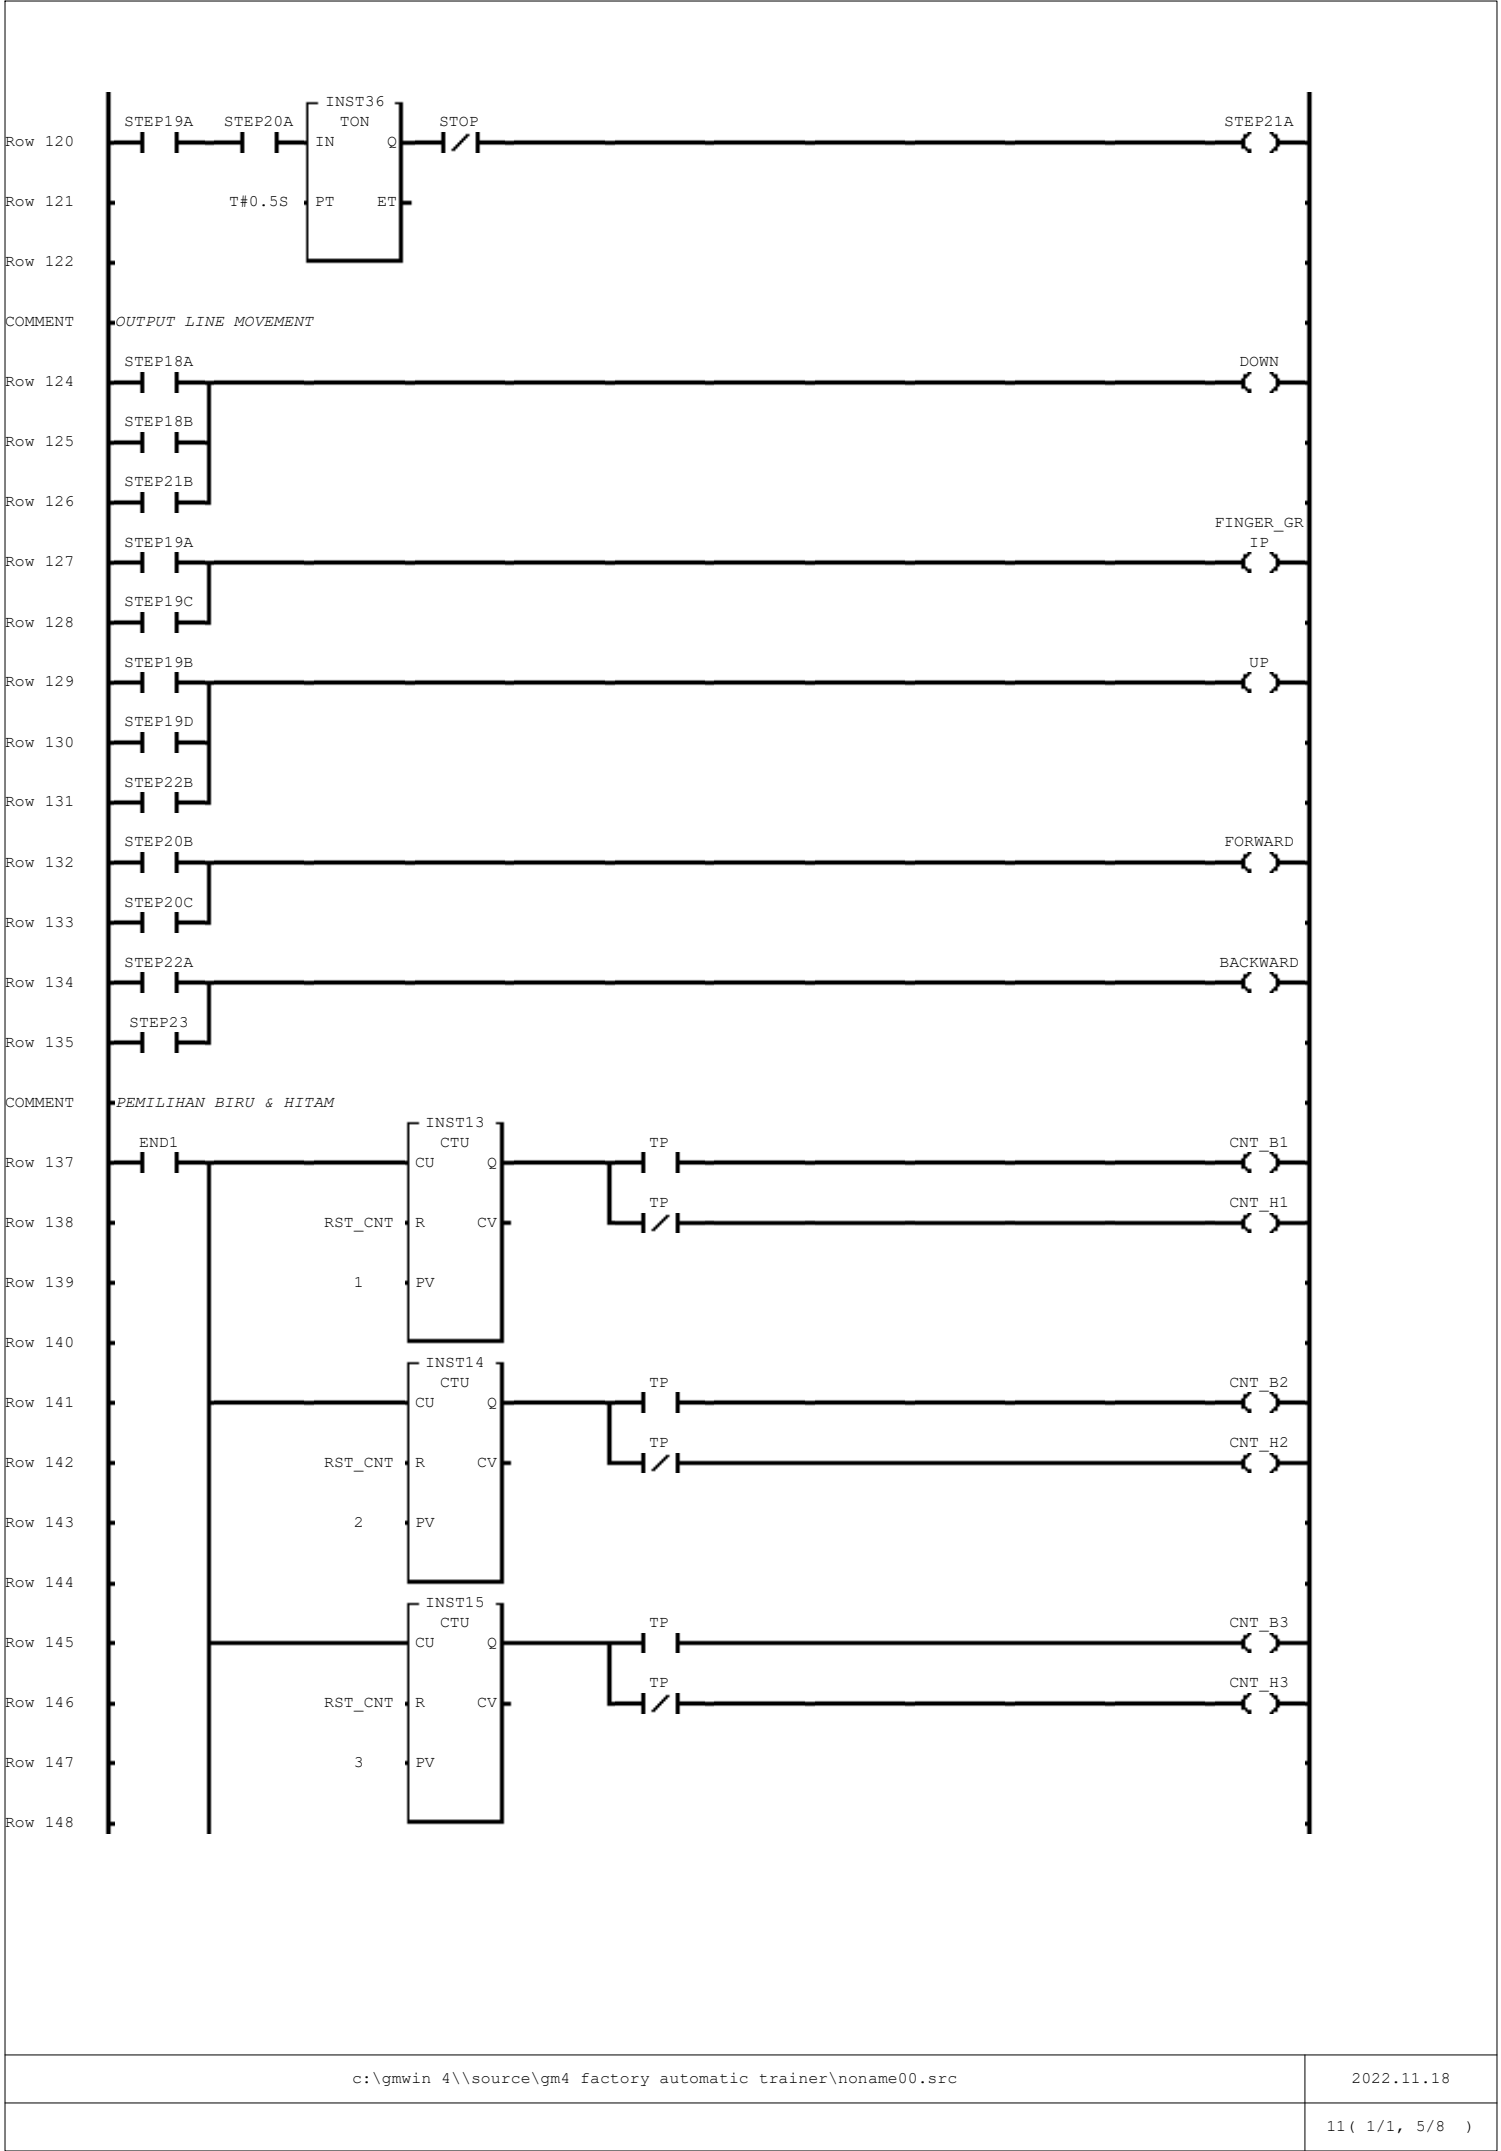 INST36
STEP19A STEP20A TON STOP STEP21A
Row 120 IN Q
Row 121 T#0.5S PT ET
Row 122
COMMENT OUTPUT LINE MOVEMENT
STEP18A DOWN
Row 124
STEP18B
Row 125
STEP21B
Row 126
FINGER_GR
STEP19A IP
Row 127
STEP19C
Row 128
STEP19B UP
Row 129
STEP19D
Row 130
STEP22B
Row 131
STEP20B FORWARD
Row 132
STEP20C
Row 133
STEP22A BACKWARD
Row 134
STEP23
Row 135
COMMENT PEMILIHAN BIRU & HITAM
INST13
END1 CTU TP CNT_B1
Row 137 CU Q
TP CNT_H1
Row 138 RST_CNT R CV
Row 139 1 PV
Row 140
INST14
CTU TP CNT_B2
Row 141 CU Q
TP CNT_H2
Row 142 RST_CNT R CV
Row 143 2 PV
Row 144
INST15
CTU TP CNT_B3
Row 145 CU Q
TP CNT_H3
Row 146 RST_CNT R CV
Row 147 3 PV
Row 148
c:\gmwin 4\\source\gm4 factory automatic trainer\noname00.src 2022.11.18
11( 1/1, 5/8 )